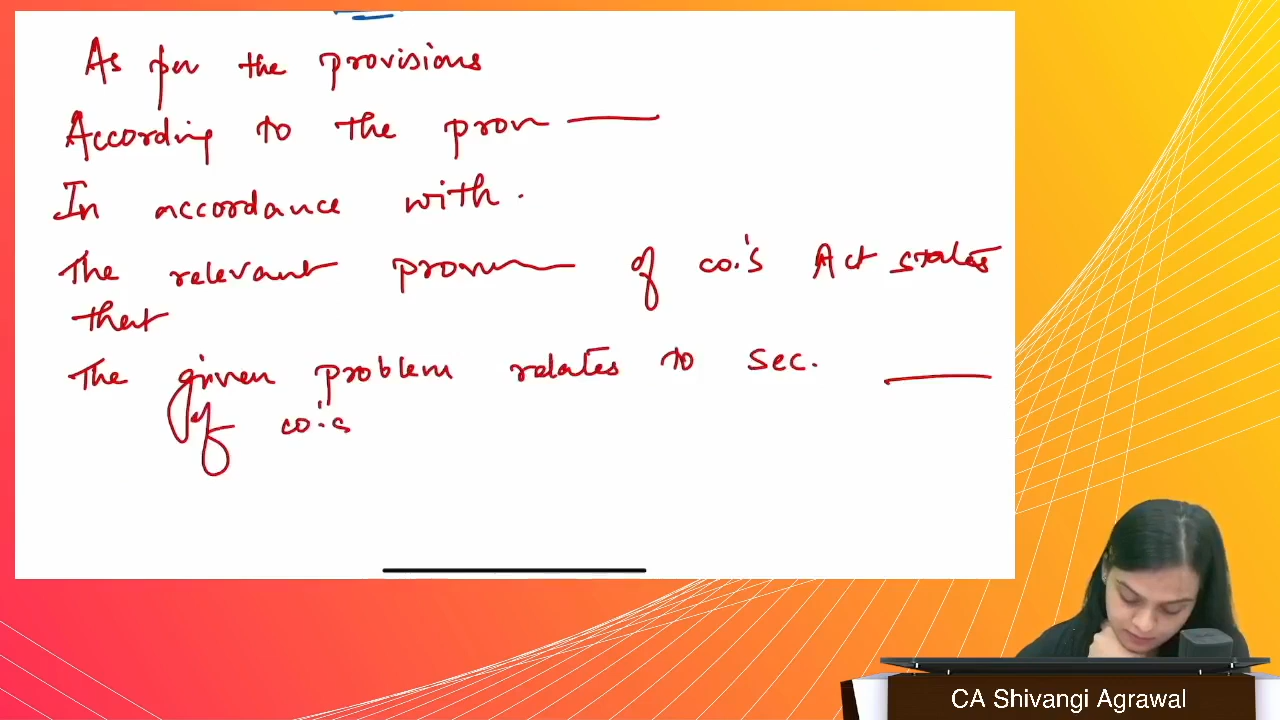 As per the provisions
According to the prov
In accordance with.
The relevant prov of co.'s Act states
that
The given problem relates to sec.
of co.'s
CA Shivangi Agrawal